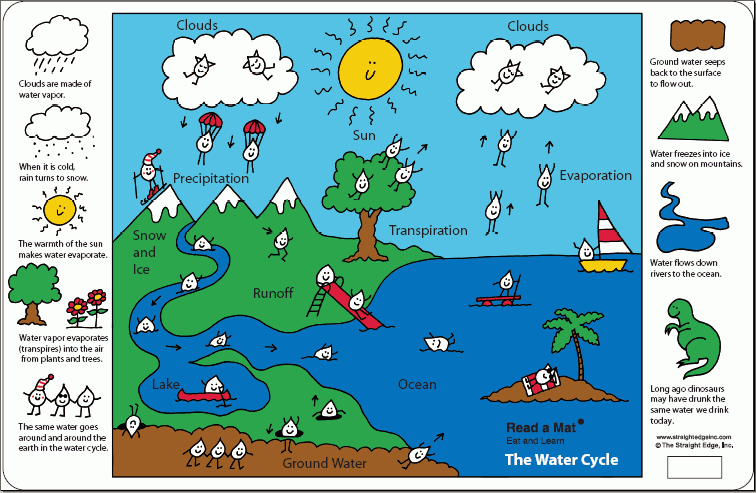 Clouds are made of
water vapor.
When it is cold,
rain turns to snow.
The warmth of the sun
makes water evaporate.
Water vapor evaporates
(transpires) into the air
from plants and trees.
The same water goes
around and around the
earth in the water cycle.
Clouds
Clouds
Sun
Precipitation
Evaporation
Transpiration
Snow
and
Ice
Runoff
Lake
Ocean
Ground Water
Read a Mat®
Eat and Learn
The Water Cycle
Ground water seeps
back to the surface
to flow out.
Water freezes into ice
and snow on mountains.
Water flows down
rivers to the ocean.
Long ago dinosaurs
may have drunk the
same water we drink
today.
www.straightedgeinc.com
© The Straight Edge, Inc.